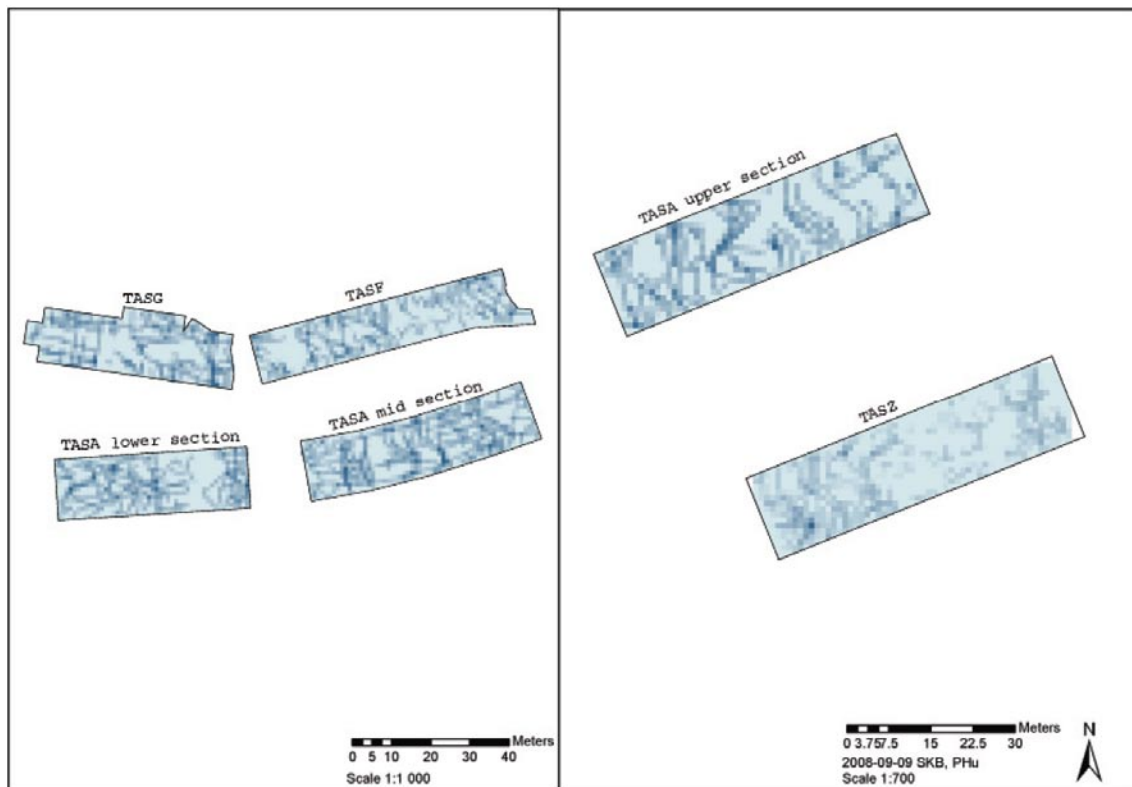 TASG
TASF
TASA lower section
TASA mid section
Meters
0 5 10 20 30 40
Scale 1:1 000
TASA upper section
TASZ
Meters
0 3.757.5 15 22.5 30
2008-09-09 SKB, PHu
Scale 1:700
N